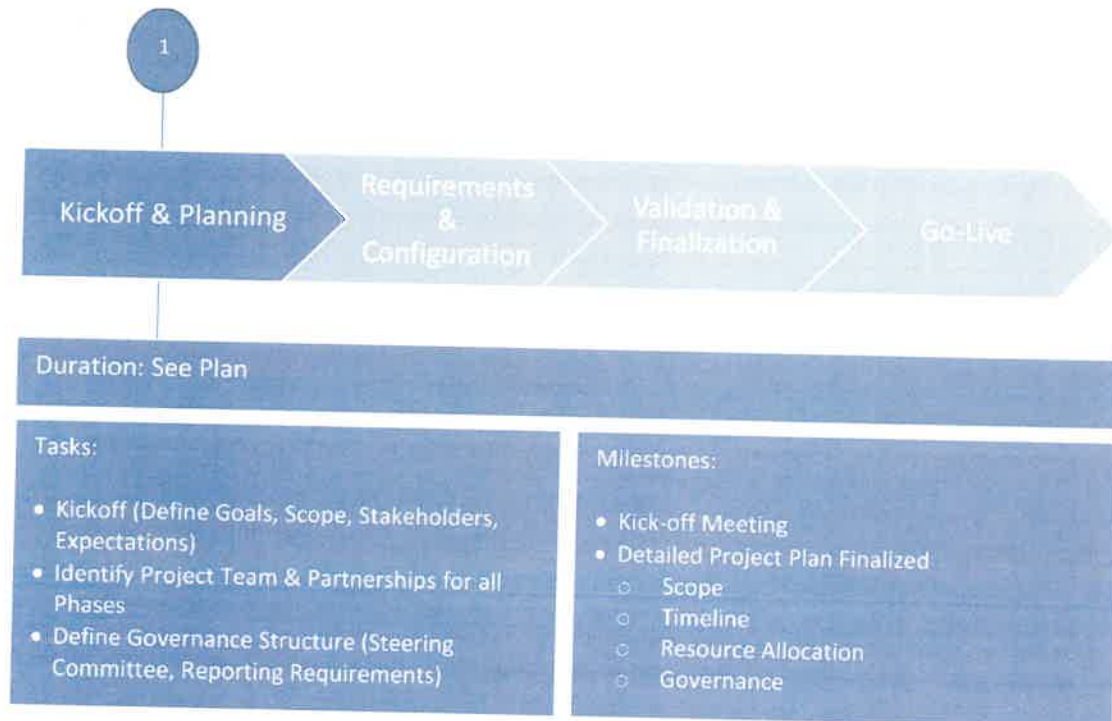 1
Kickoff & Planning
Requirements
&
Configuration
Validation &
Finalization
Go-Live
Duration: See Plan
Tasks:
• Kickoff (Define Goals, Scope, Stakeholders,
Expectations)
• Identify Project Team & Partnerships for all
Phases
• Define Governance Structure (Steering
Committee, Reporting Requirements)
Milestones:
• Kick-off Meeting
• Detailed Project Plan Finalized
○ Scope
○ Timeline
○ Resource Allocation
○ Governance